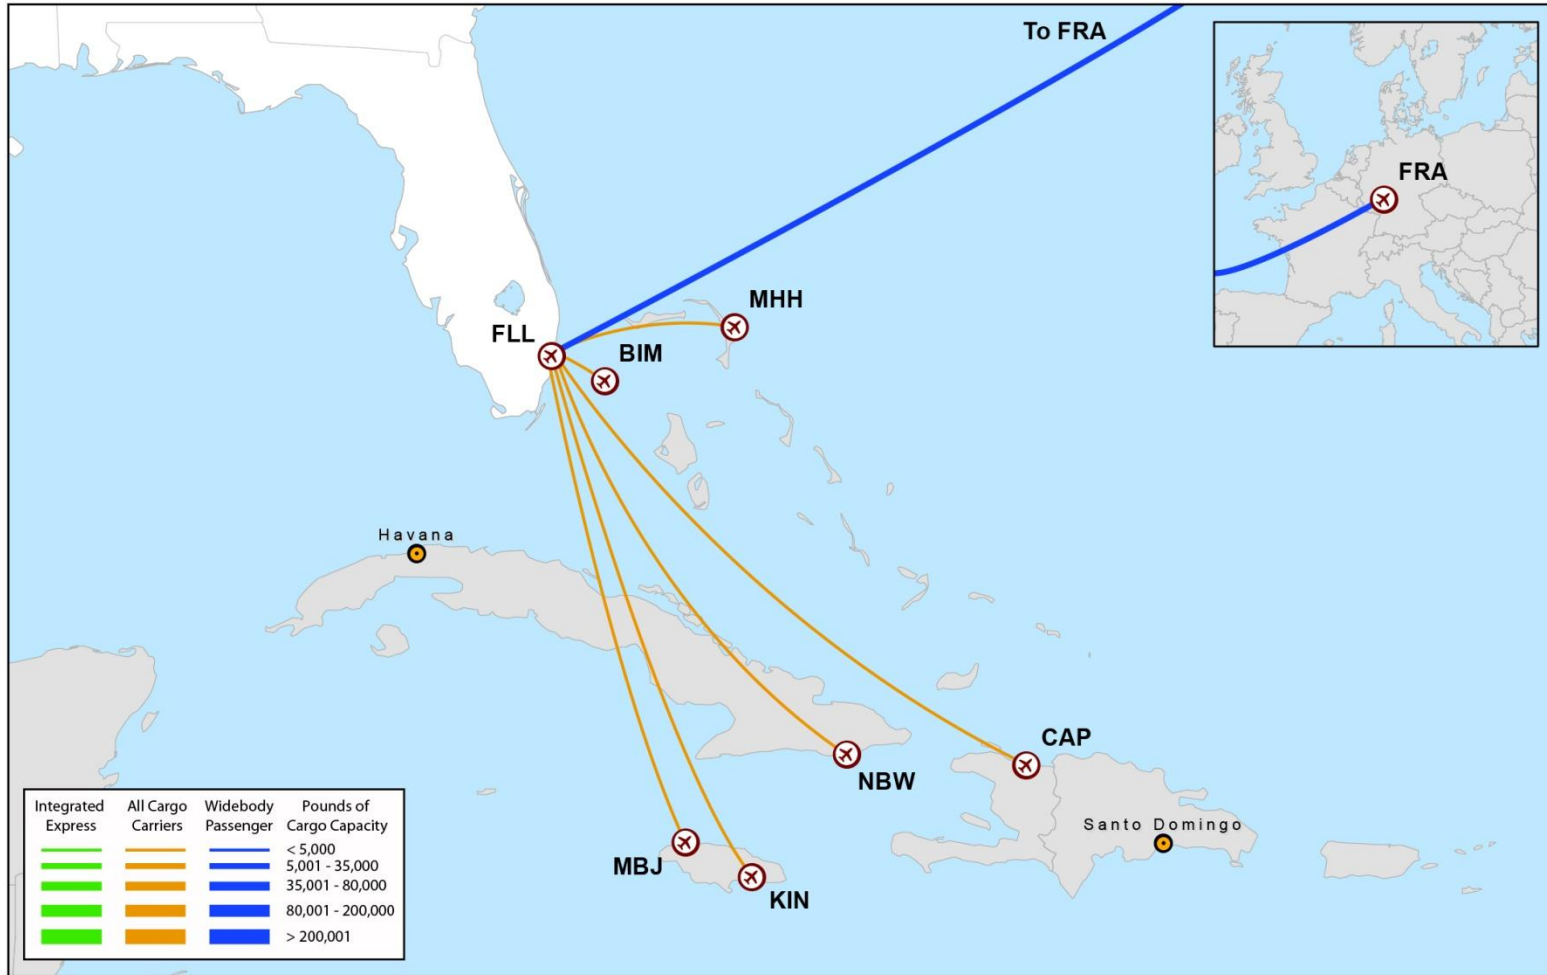 To FRA
FRA
MHH
FLL
BIM
Havana
CAP
NBW
Santo Domingo
MBJ
KIN
Integrated Express
All Cargo Carriers
Widebody Passenger
Pounds of Cargo Capacity
< 5,000
5,001 - 35,000
35,001 - 80,000
80,001 - 200,000
> 200,001